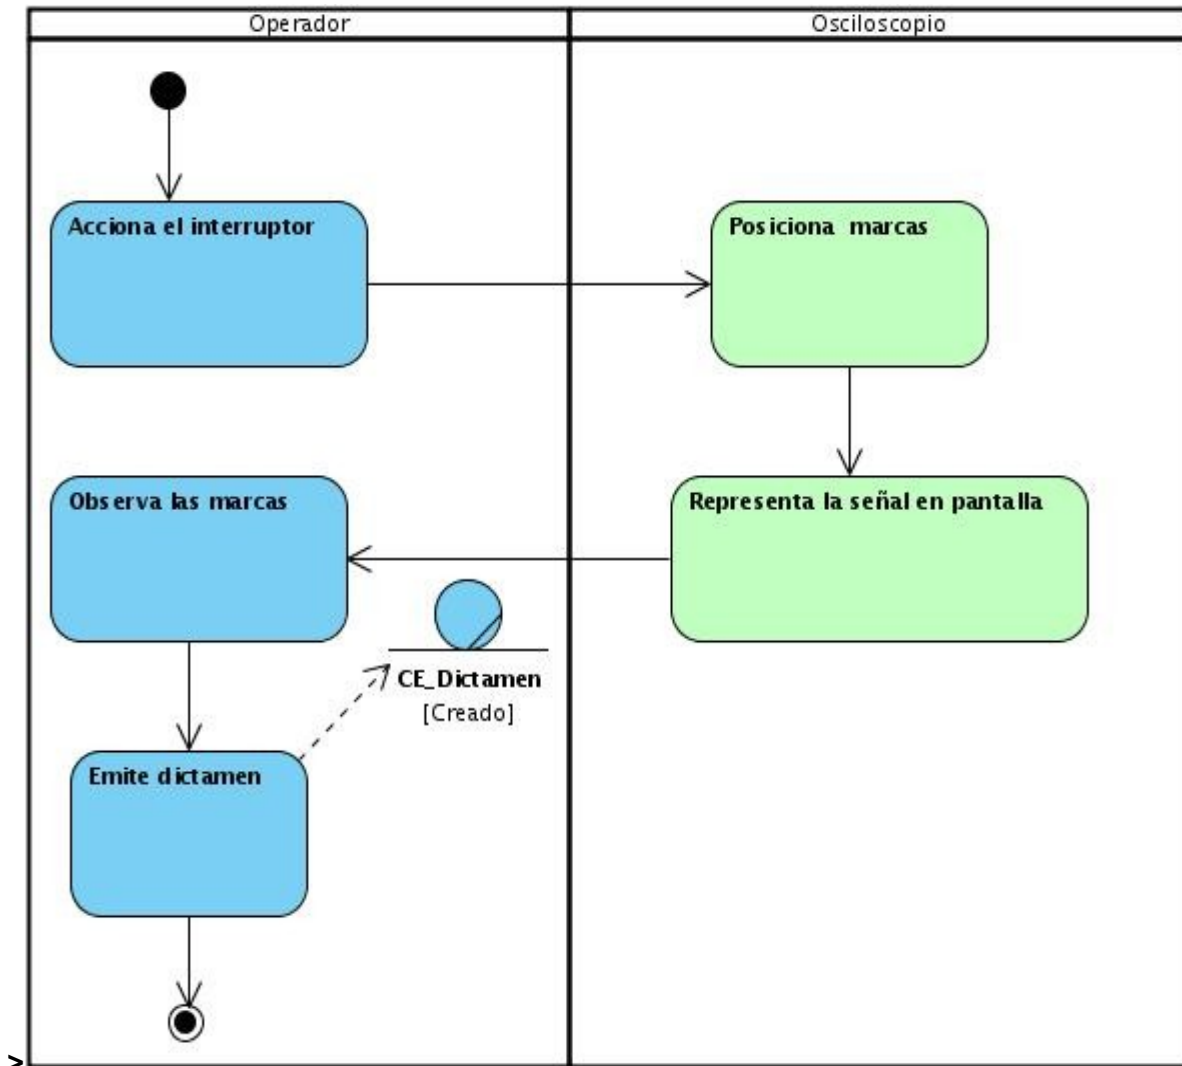 Operador
Osciloscopio
Acciona el interruptor
Posiciona marcas
Observa las marcas
Representa la señal en pantalla
CE_Dictamen
[Creado]
Emite dictamen
>